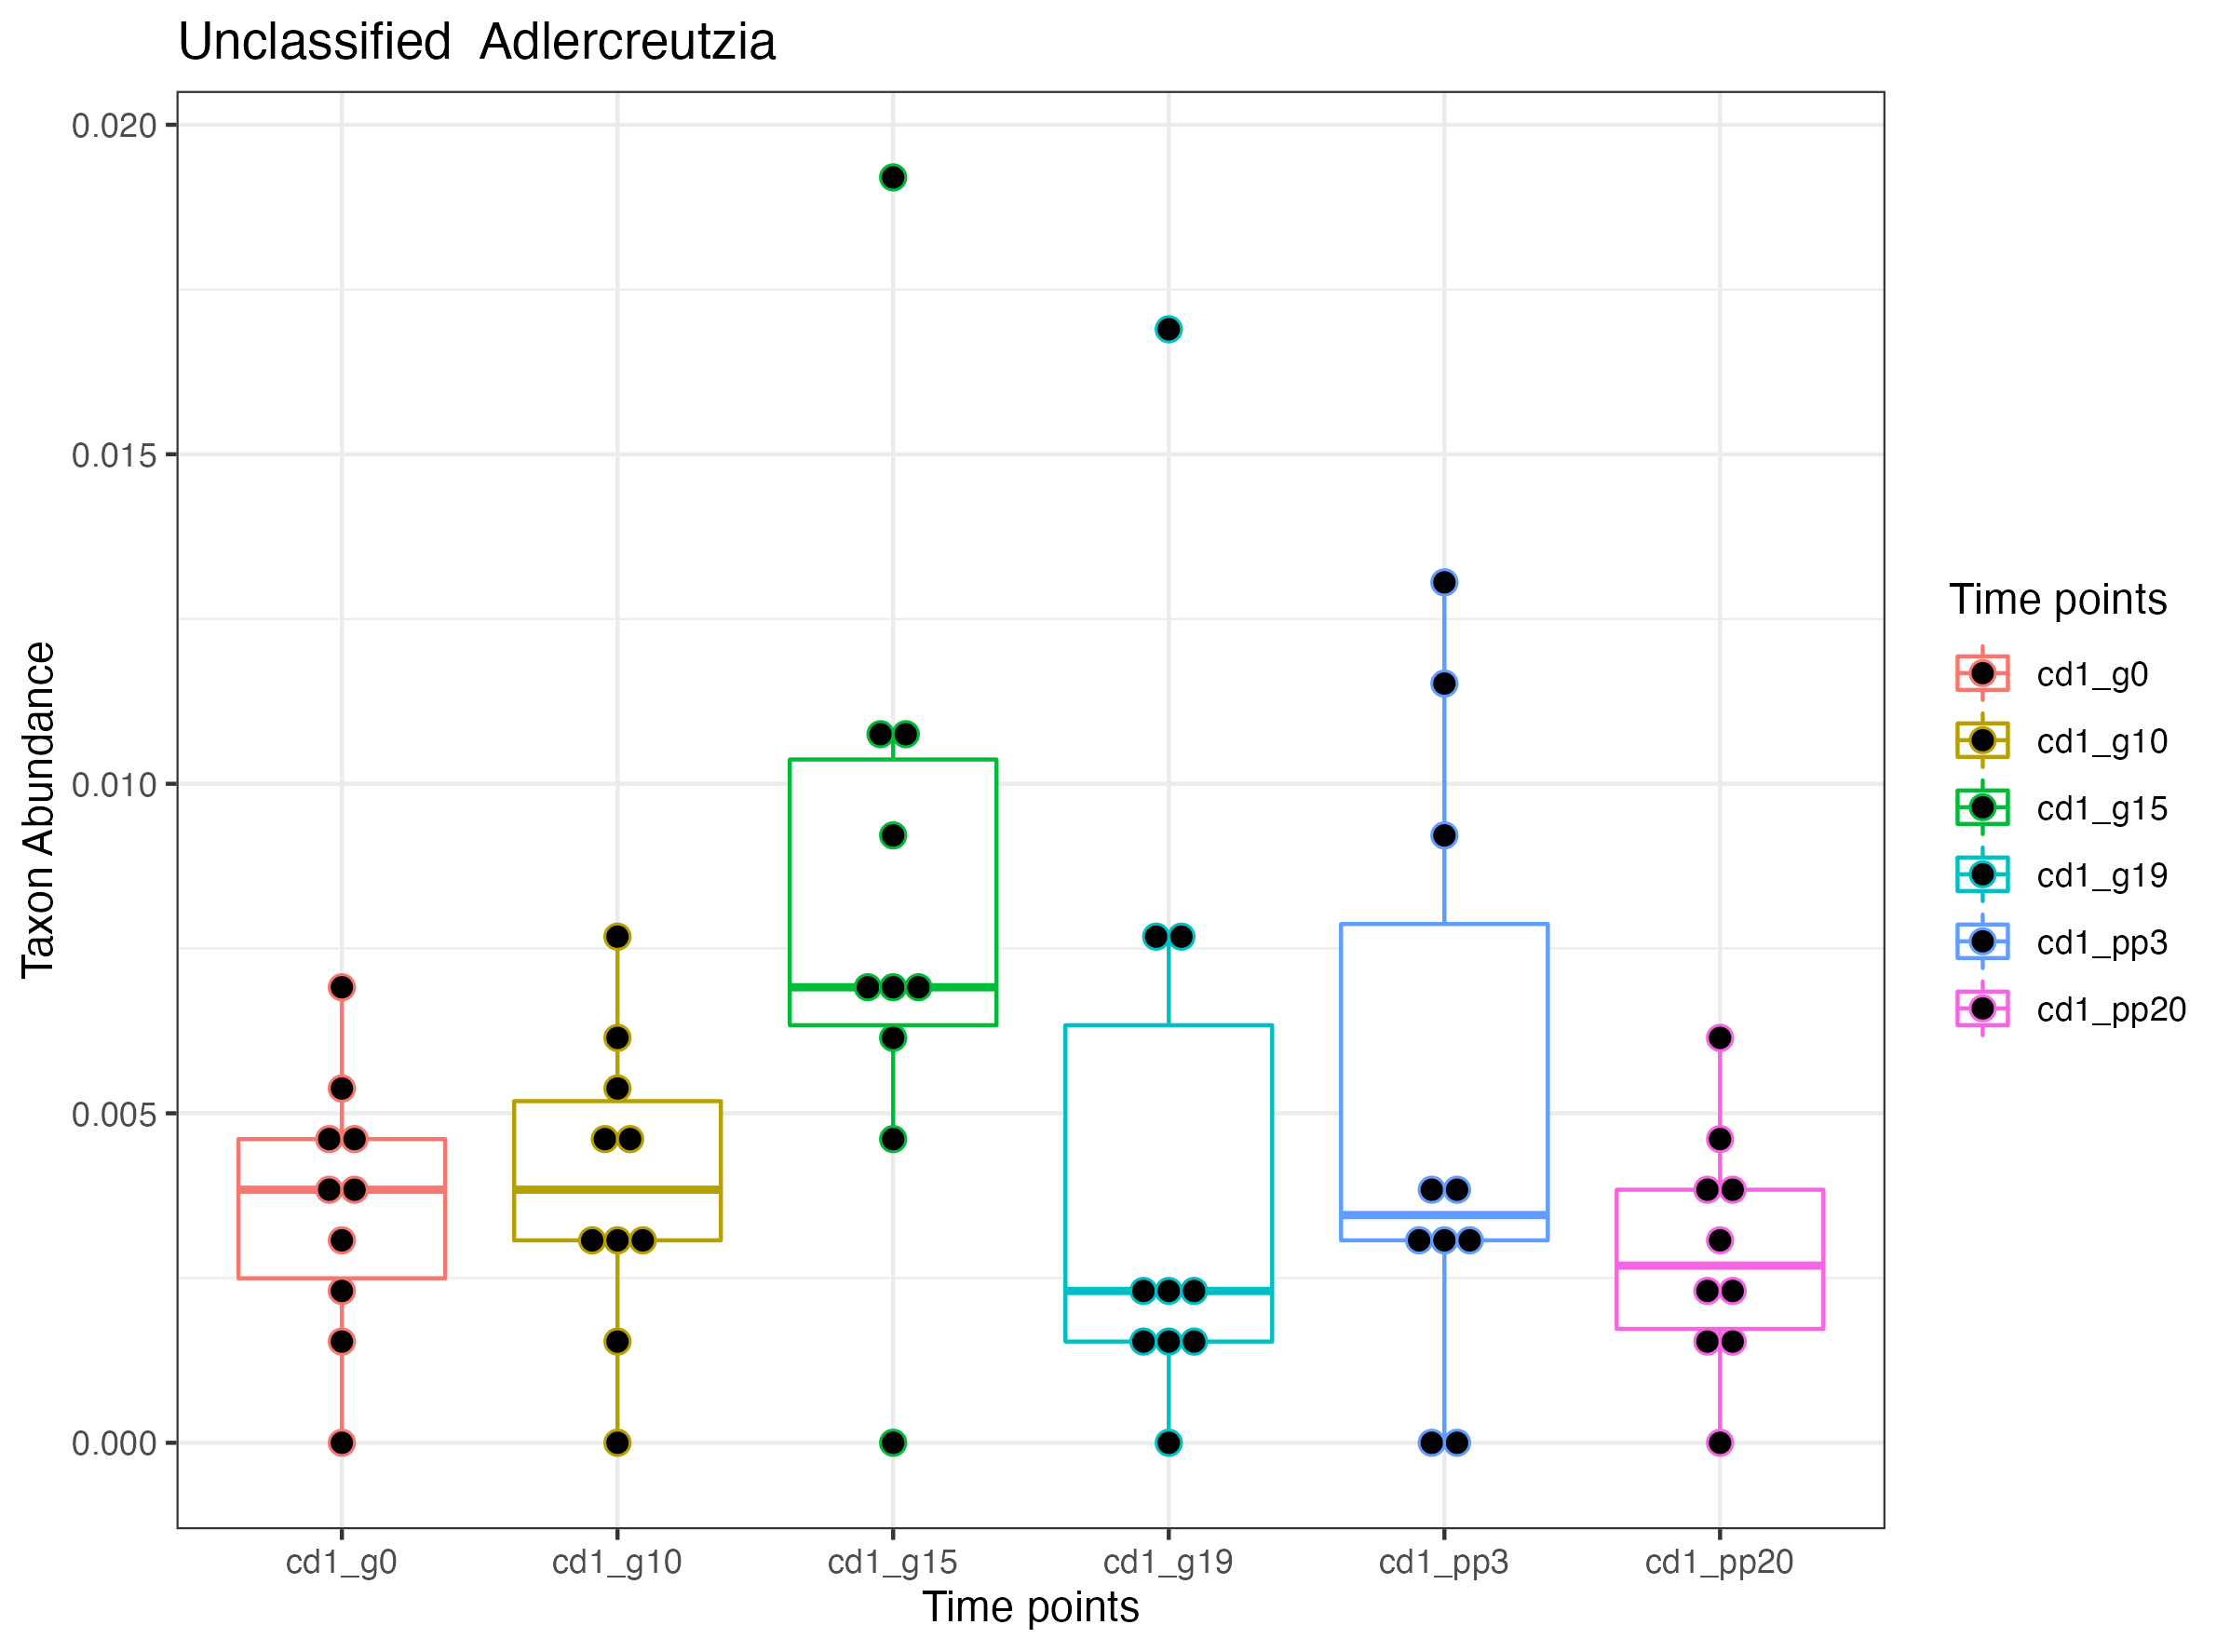 Unclassified  Adlercreutzia
Taxon Abundance
0.020
0.015
0.010
0.005
0.000
cd1_g0
cd1_g10
cd1_g15
cd1_g19
cd1_pp3
cd1_pp20
Time points
Time points
cd1_g0
cd1_g10
cd1_g15
cd1_g19
cd1_pp3
cd1_pp20